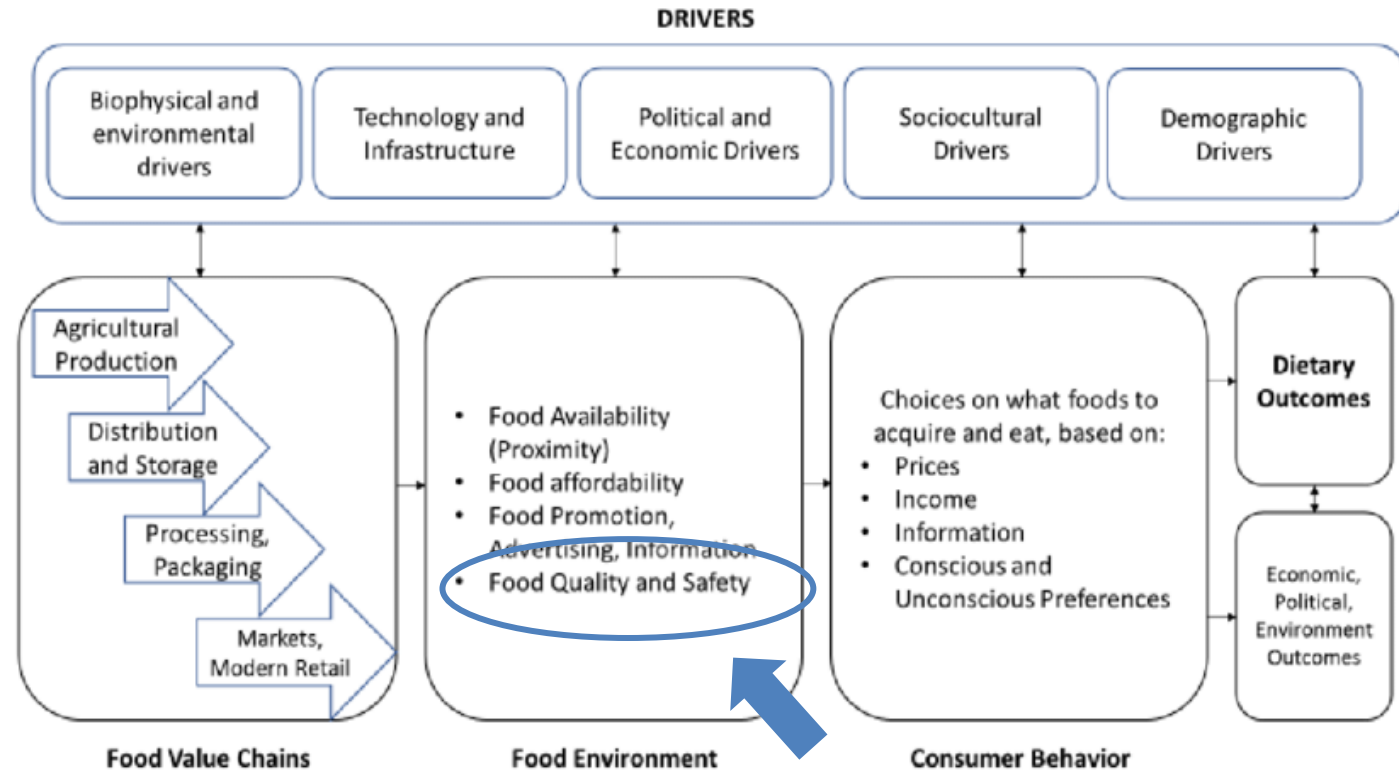 DRIVERS
Biophysical and
environmental
drivers
Technology and
Infrastructure
Political and
Economic Drivers
Sociocultural
Drivers
Demographic
Drivers
Agricultural
Production
Distribution
and Storage
Processing,
Packaging
Markets,
Modern Retail
• Food Availability
(Proximity)
• Food affordability
• Food Promotion,
Advertising, Information
• Food Quality and Safety
Choices on what foods to
acquire and eat, based on:
• Prices
• Income
• Information
• Conscious and
Unconscious Preferences
Dietary
Outcomes
Economic,
Political,
Environment
Outcomes
Food Value Chains
Food Environment
Consumer Behavior